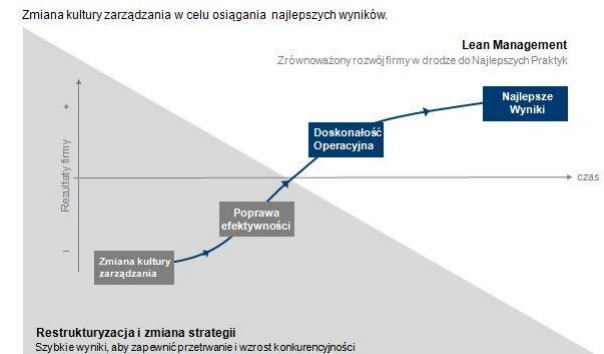 Zmiana kultury zarządzania w celu osiągania najlepszych wyników.
Lean Management
Zrównoważony rozwój firmy w drodze do Najlepszych Praktyk
Najlepsze
Wyniki
Doskonałość
Operacyjna
+
Rezultaty firmy
–
czas
Poprawa
efektywności
Zmiana kultury
zarządzania
Restrukturyzacja i zmiana strategii
Szybkie wyniki, aby zapewnić przetrwanie i wzrost konkurencyjności